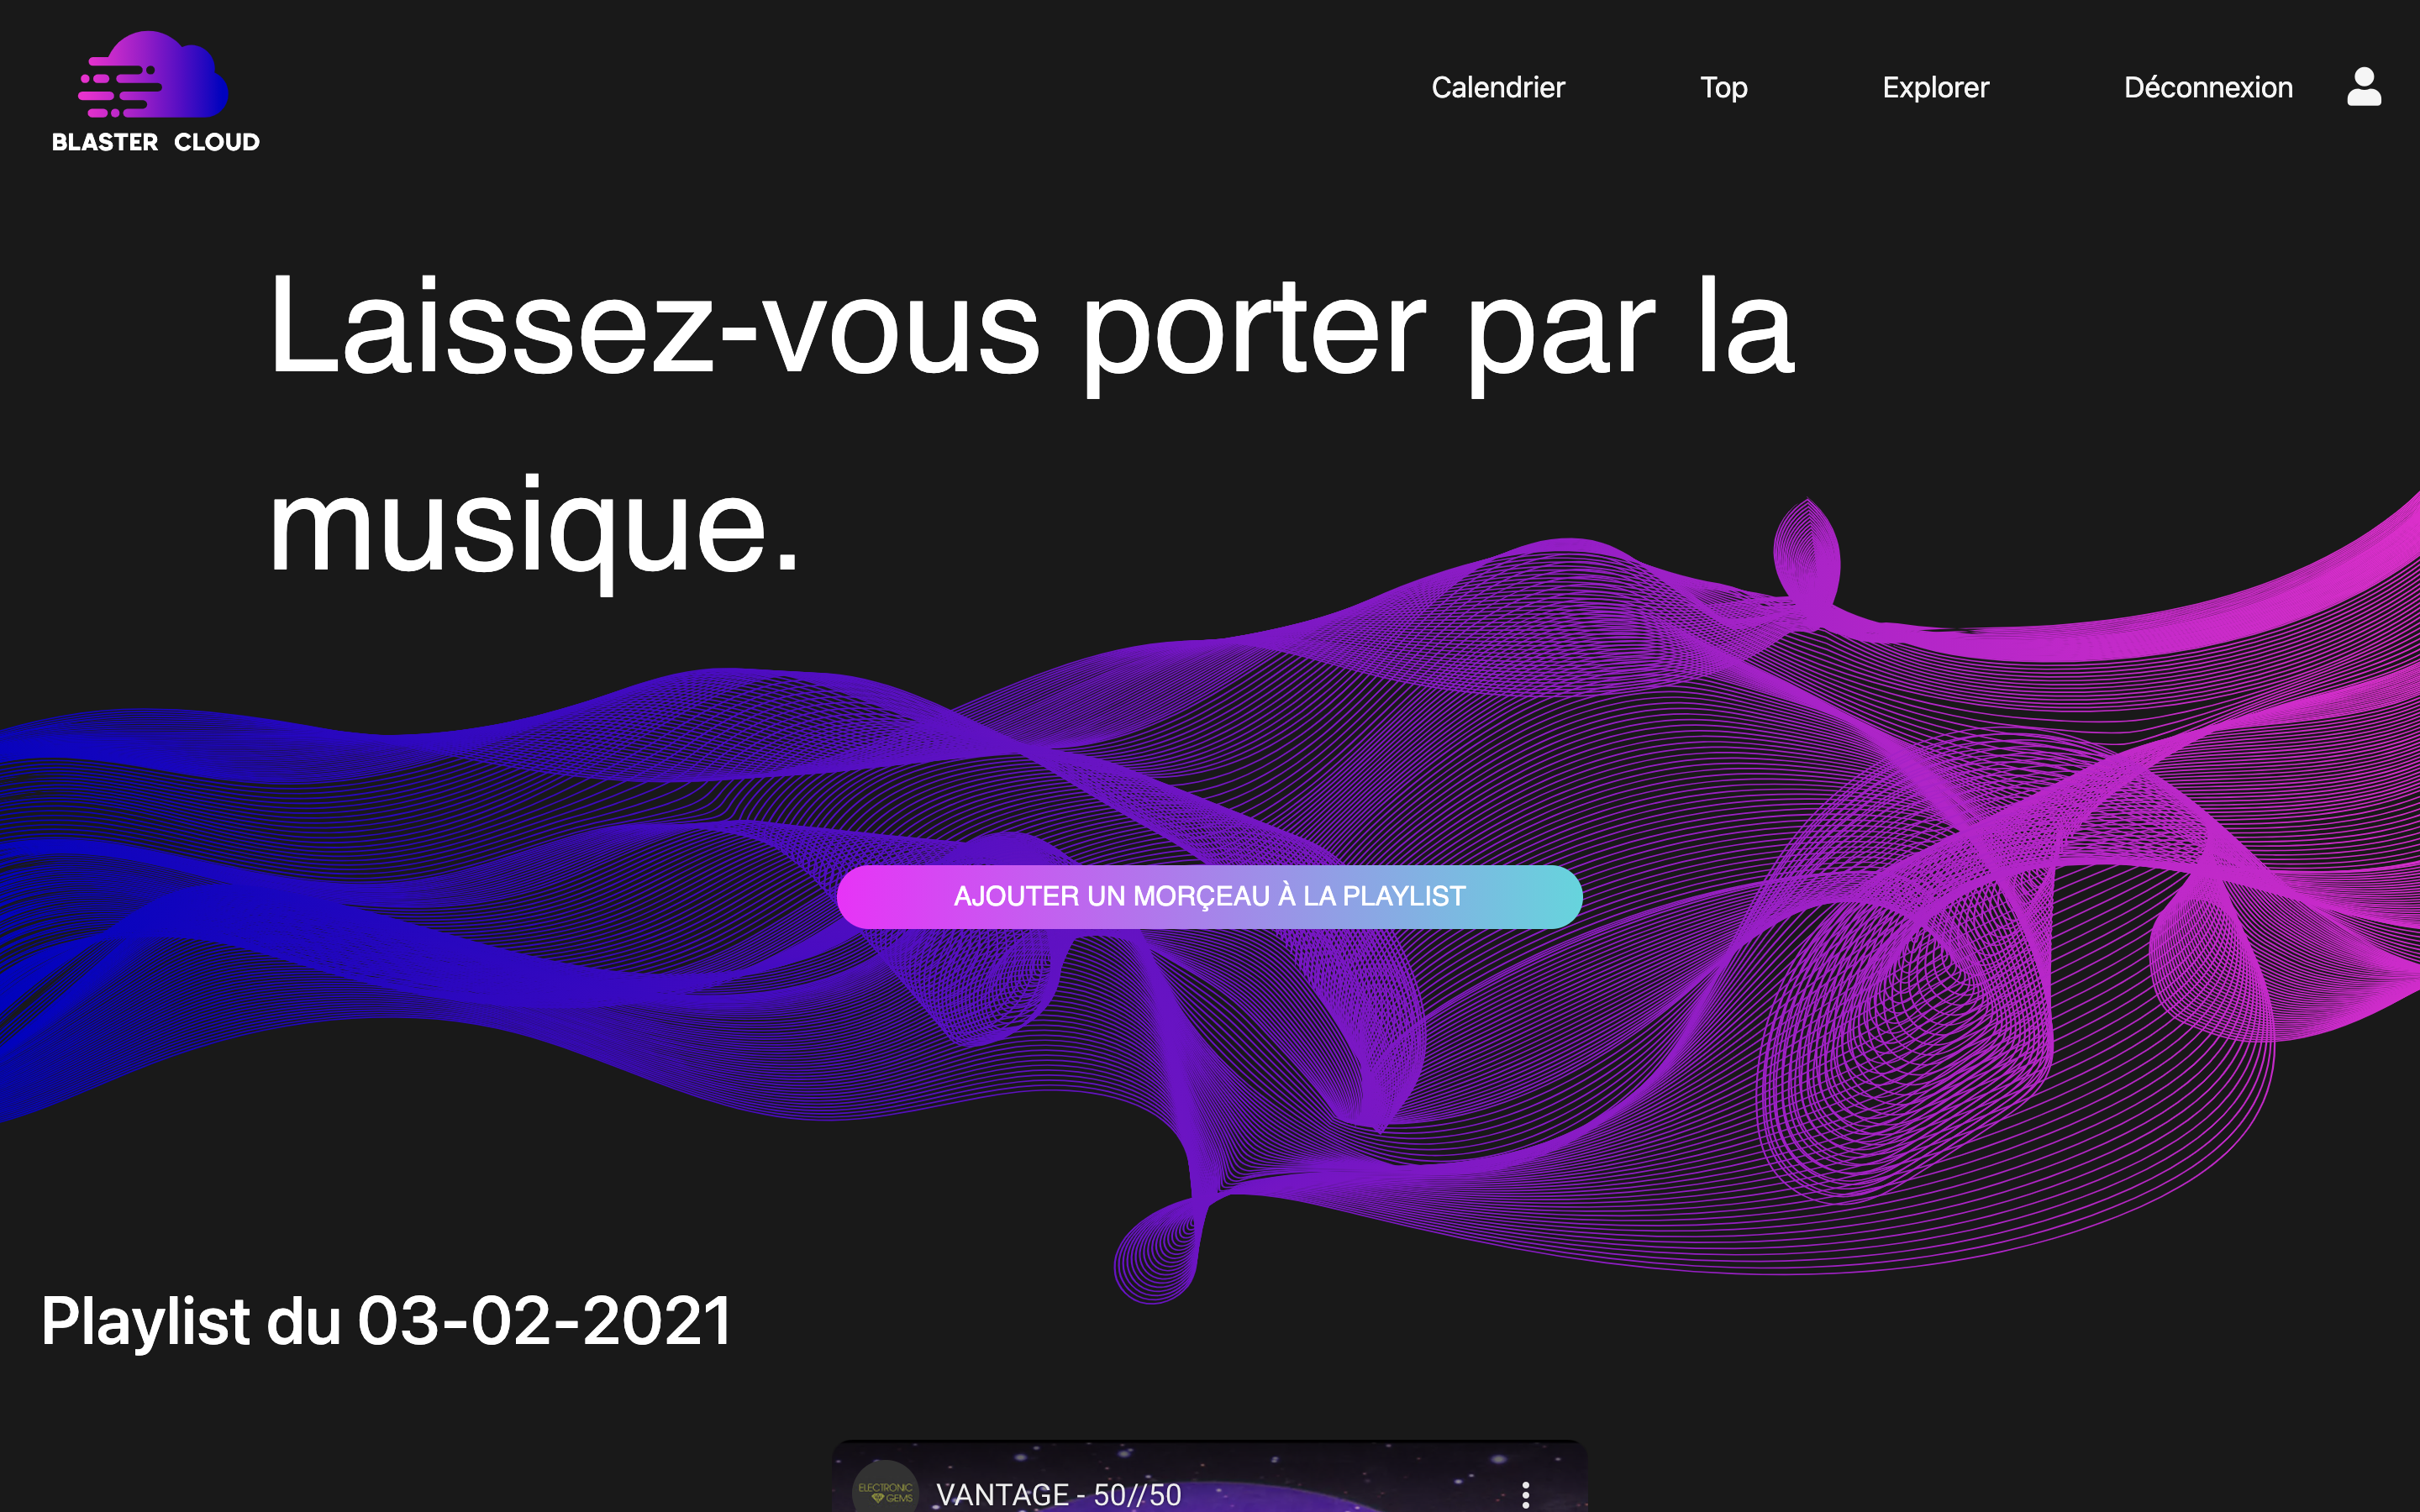 BLASTER CLOUD
Calendrier Top Explorer Déconnexion
Laissez-vous porter par la
musique.
AJOUTER UN MORÇEAU À LA PLAYLIST
Playlist du 03-02-2021
ELECTRONIC
GEMS
VANTAGE - 50//50